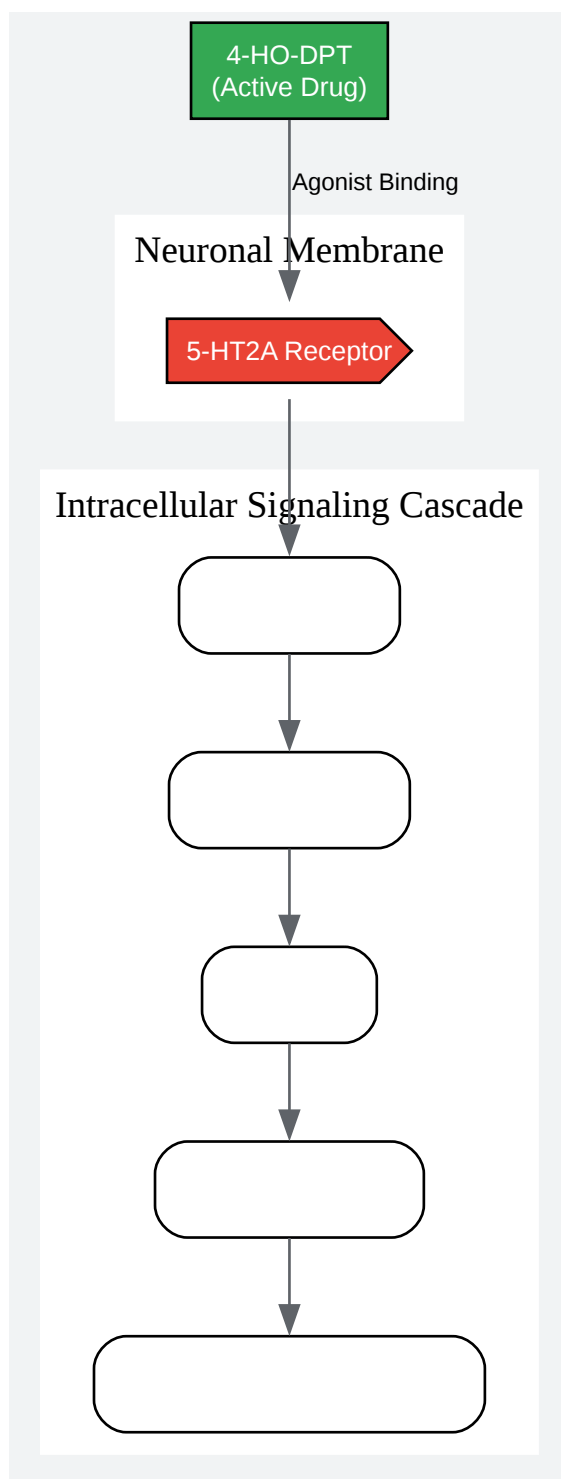 4-HO-DPT
(Active Drug)
Agonist Binding
Neuronal Membrane
5-HT2A Receptor
Intracellular Signaling Cascade